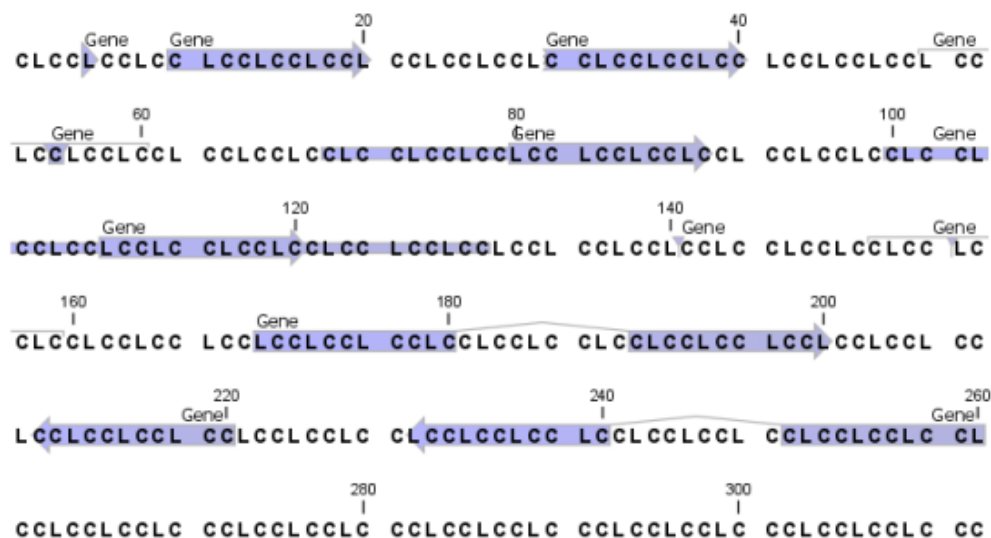 20 40
Gene Gene Gene Gene
CLCCLCCLCC LCCLCCLCCL CCLCCLCCLC CLCCLCCLCC LCCLCCLCCL CC
60 80 100
Gene Gene Gene
LCCLCCLCCL CCLCCLCCLC CLCCLCCLCC LCCLCCLCCL CCLCCLCCLC CL
120 140
Gene Gene Gene
CCLCCLCCLC CLCCLCCLCC LCCLCCLCCL CCLCCLCCLC CLCCLCCLCC LC
160 180 200
Gene
CLCCLCCLCC LCCLCCLCCL CCLCCLCCLC CLCCLCCLCC LCCLCCLCCL CC
220 240 260
Gene Gene
LCCLCCLCCL CCLCCLCCLC CLCCLCCLCC LCCLCCLCCL CCLCCLCCLC CL
280 300
CCLCCLCCLC CCLCCLCCLC CCLCCLCCLC CCLCCLCCLC CCLCCLCCLC CC